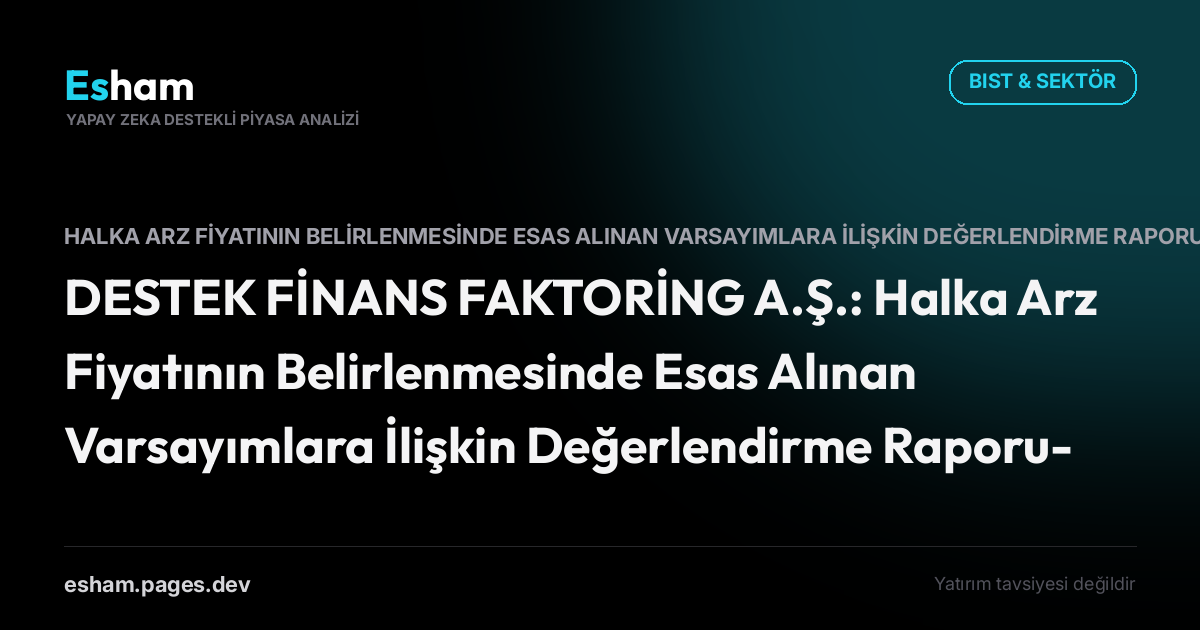 Esham
BIST & SEKTÖR
YAPAY ZEKA DESTEKLİ PİYASA ANALİZİ
HALKA ARZ FİYATININ BELİRLENMESİNDE ESAS ALINAN VARSAYIMLARA İLİŞKİN DEĞERLENDİRME RAPORU
DESTEK FİNANS FAKTORİNG A.Ş.: Halka Arz
Fiyatının Belirlenmesinde Esas Alınan
Varsayımlara İlişkin Değerlendirme Raporu-
esham.pages.dev
Yatırım tavsiyesi değildir